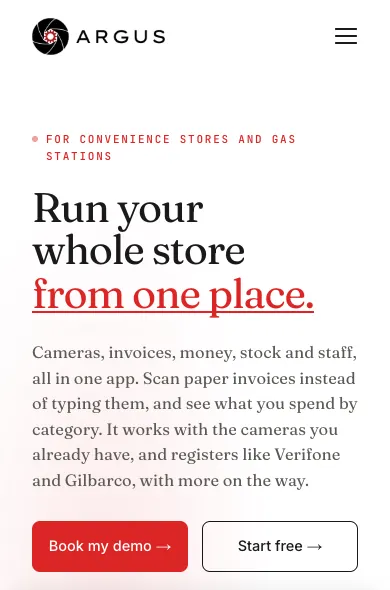 ARGUS
FOR CONVENIENCE STORES AND GAS
STATIONS
Run your
whole store
from one place.
Cameras, invoices, money, stock and staff,
all in one app. Scan paper invoices instead
of typing them, and see what you spend by
category. It works with the cameras you
already have, and registers like Verifone
and Gilbarco, with more on the way.
Book my demo →
Start free →